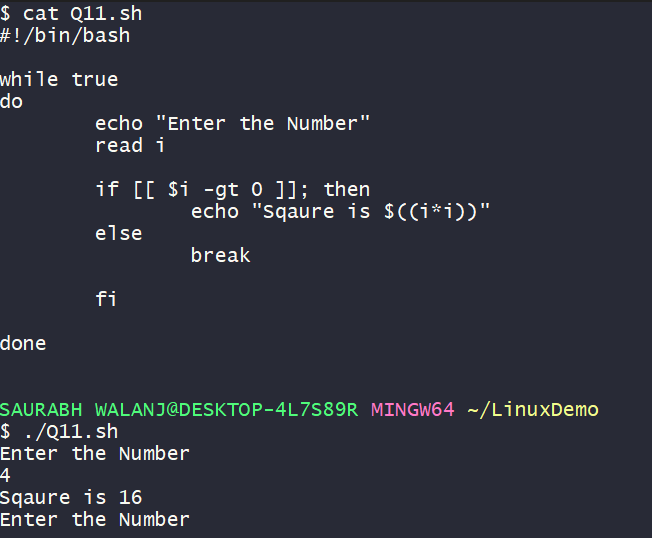 $ cat Q11.sh
#!/bin/bash
while true
do
echo "Enter the Number"
read i
if [[ $i -gt 0 ]]; then
echo "Sqaure is $((i*i))"
else
break
fi
done
SAURABH WALANJ@DESKTOP-4L7S89R MINGW64 ~/LinuxDemo
$ ./Q11.sh
Enter the Number
4
Sqaure is 16
Enter the Number